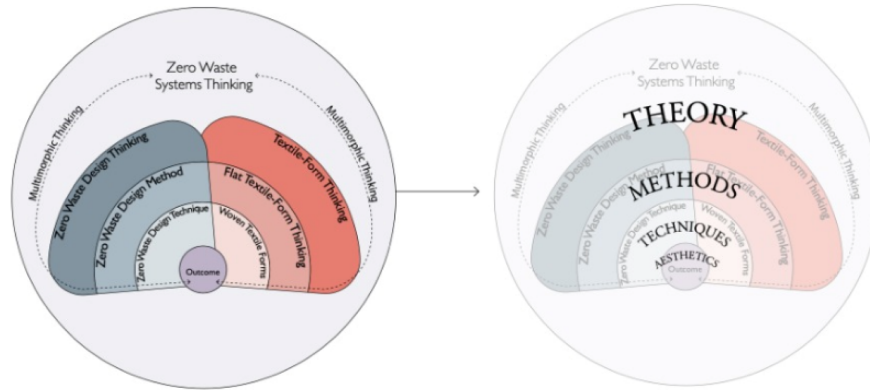 Zero Waste
Systems Thinking
Multimorphic Thinking
Multimorphic Thinking
Zero Waste Design Thinking
Textile-Form Thinking
Zero Waste Design Method
Flat Textile-Form Thinking
Zero Waste Design Technique
Woven Textile Forms
Outcome
Zero Waste
Systems Thinking
Multimorphic Thinking
Multimorphic Thinking
THEORY
Zero Waste Design Thinking
Textile-Form Thinking
METHODS
Zero Waste Design Method
Flat Textile-Form Thinking
Zero Waste Design Technique
Woven Textile Forms
TECHNIQUES
AESTHETICS
Outcome